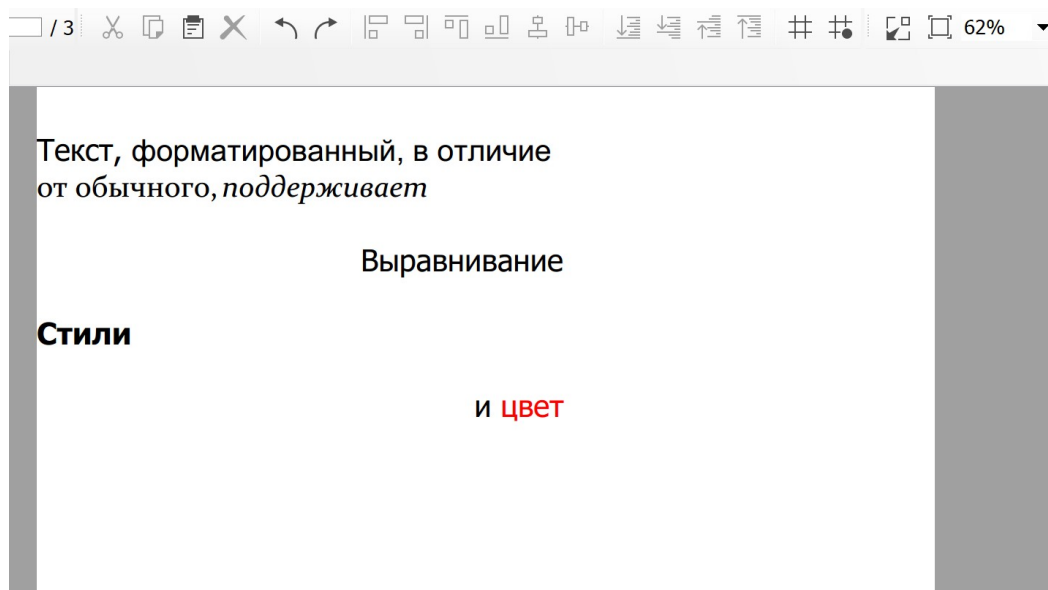 / 3 62%
Текст, форматированный, в отличие
от обычного, поддерживает
Выравнивание
Стили
и цвет